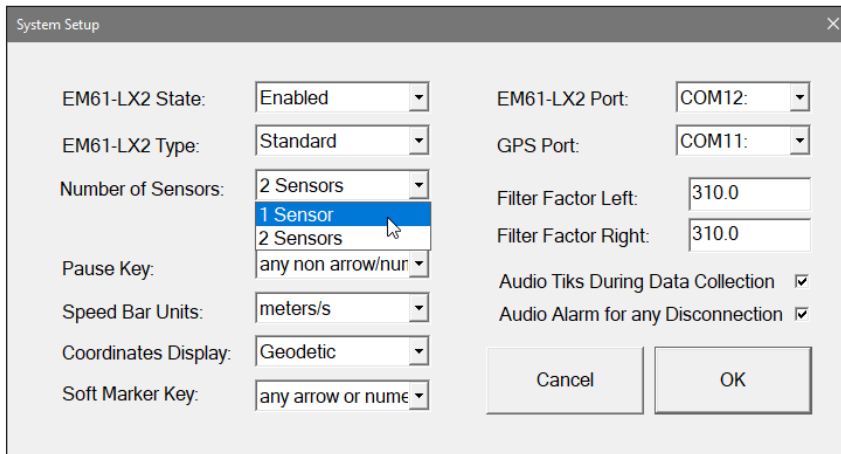 System Setup
EM61-LX2 State: Enabled
EM61-LX2 Type: Standard
Number of Sensors: 2 Sensors
1 Sensor
2 Sensors
Pause Key: any non arrow/nun
Speed Bar Units: meters/s
Coordinates Display: Geodetic
Soft Marker Key: any arrow or nume
EM61-LX2 Port: COM12:
GPS Port: COM11:
Filter Factor Left: 310.0
Filter Factor Right: 310.0
Audio Tiks During Data Collection
Audio Alarm for any Disconnection
Cancel OK